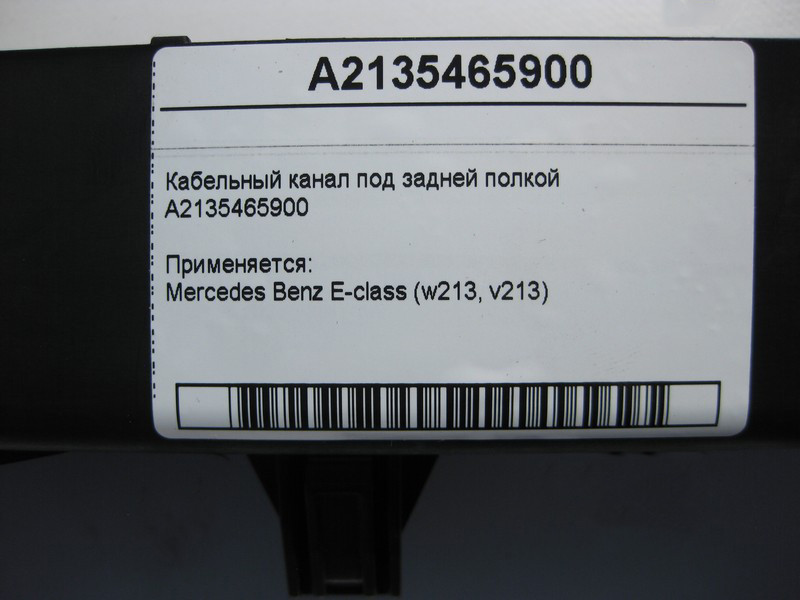 A2135465900
Кабельный канал под задней полкой
A2135465900
Применяется:
Mercedes Benz E-class (w213, v213)